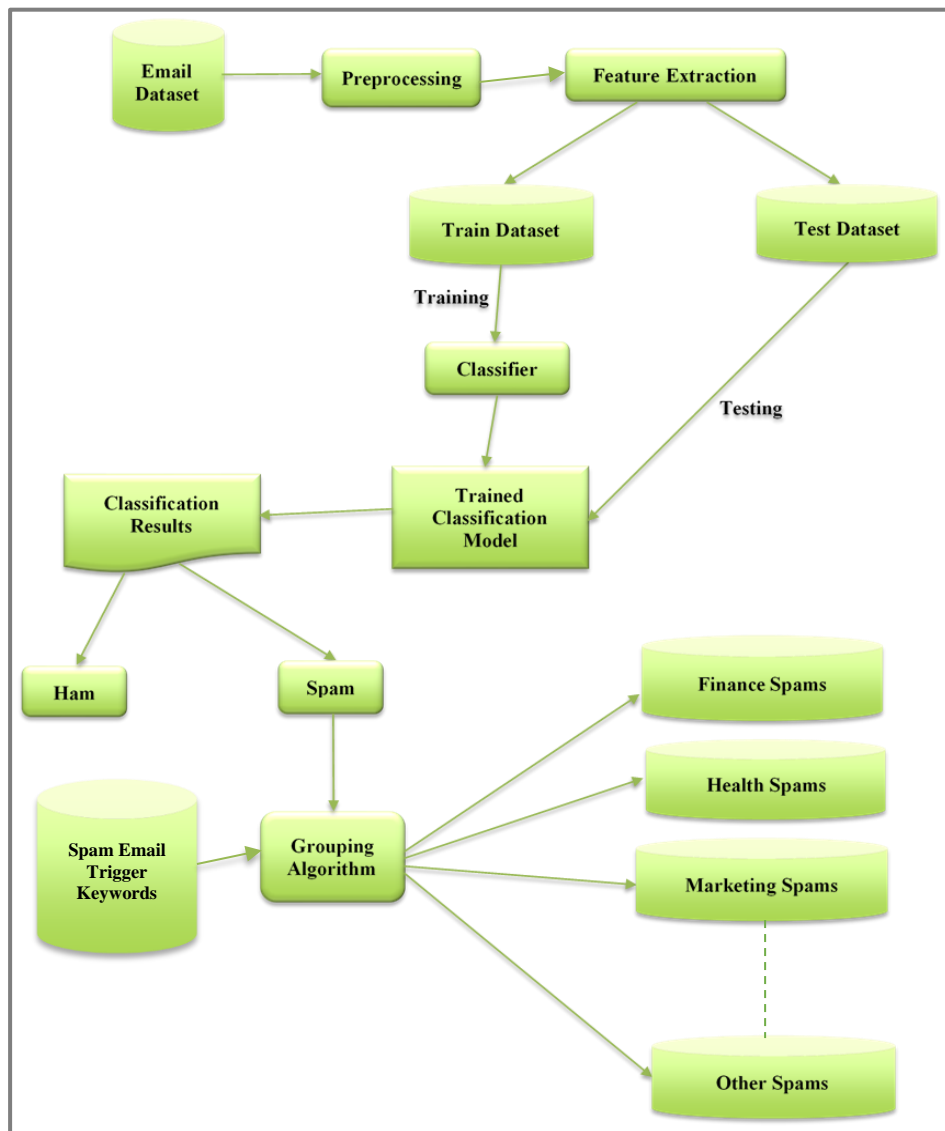 Email
Dataset
Preprocessing
Feature Extraction
Train Dataset
Test Dataset
Training
Classifier
Testing
Classification
Results
Trained
Classification
Model
Ham
Spam
Finance Spams
Health Spams
Spam Email
Trigger
Keywords
Grouping
Algorithm
Marketing Spams
Other Spams